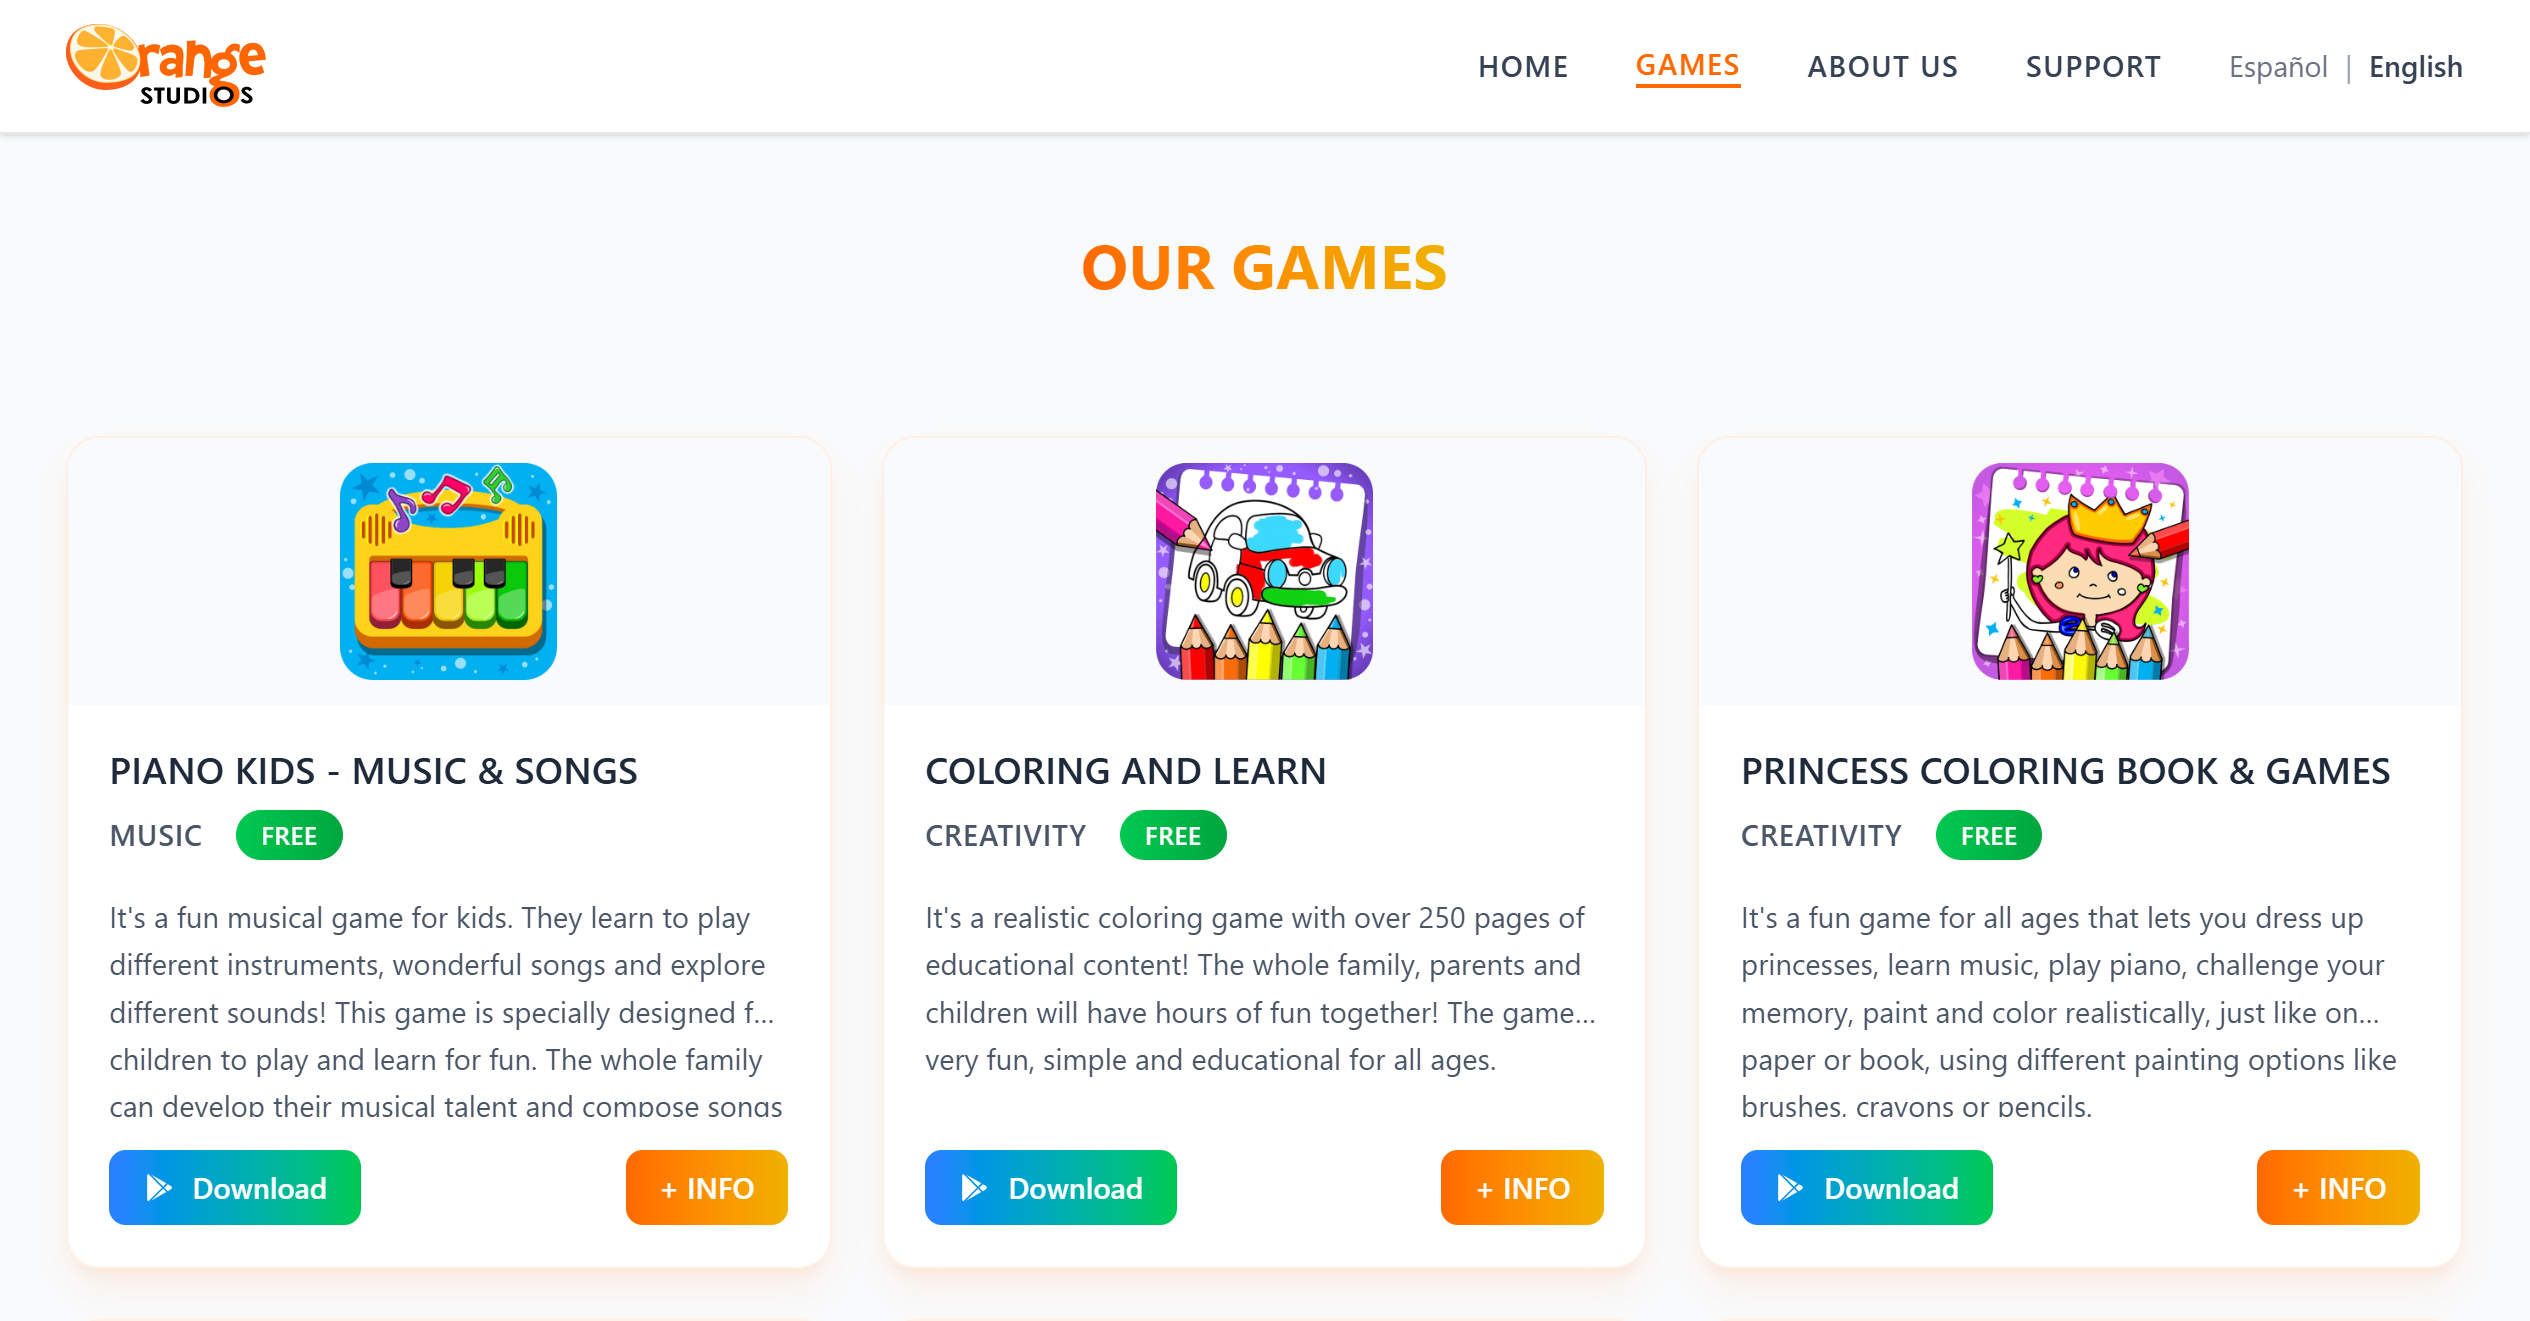 Orange
STUDIOS
HOME
GAMES
ABOUT US
SUPPORT
Español | English
OUR GAMES
PIANO KIDS - MUSIC & SONGS
MUSIC
FREE
It's a fun musical game for kids. They learn to play
different instruments, wonderful songs and explore
different sounds! This game is specially designed f...
children to play and learn for fun. The whole family
can develop their musical talent and compose songs
Download
+ INFO
COLORING AND LEARN
CREATIVITY
FREE
It's a realistic coloring game with over 250 pages of
educational content! The whole family, parents and
children will have hours of fun together! The game...
very fun, simple and educational for all ages.
Download
+ INFO
PRINCESS COLORING BOOK & GAMES
CREATIVITY
FREE
It's a fun game for all ages that lets you dress up
princesses, learn music, play piano, challenge your
memory, paint and color realistically, just like on...
paper or book, using different painting options like
brushes, crayons or pencils.
Download
+ INFO